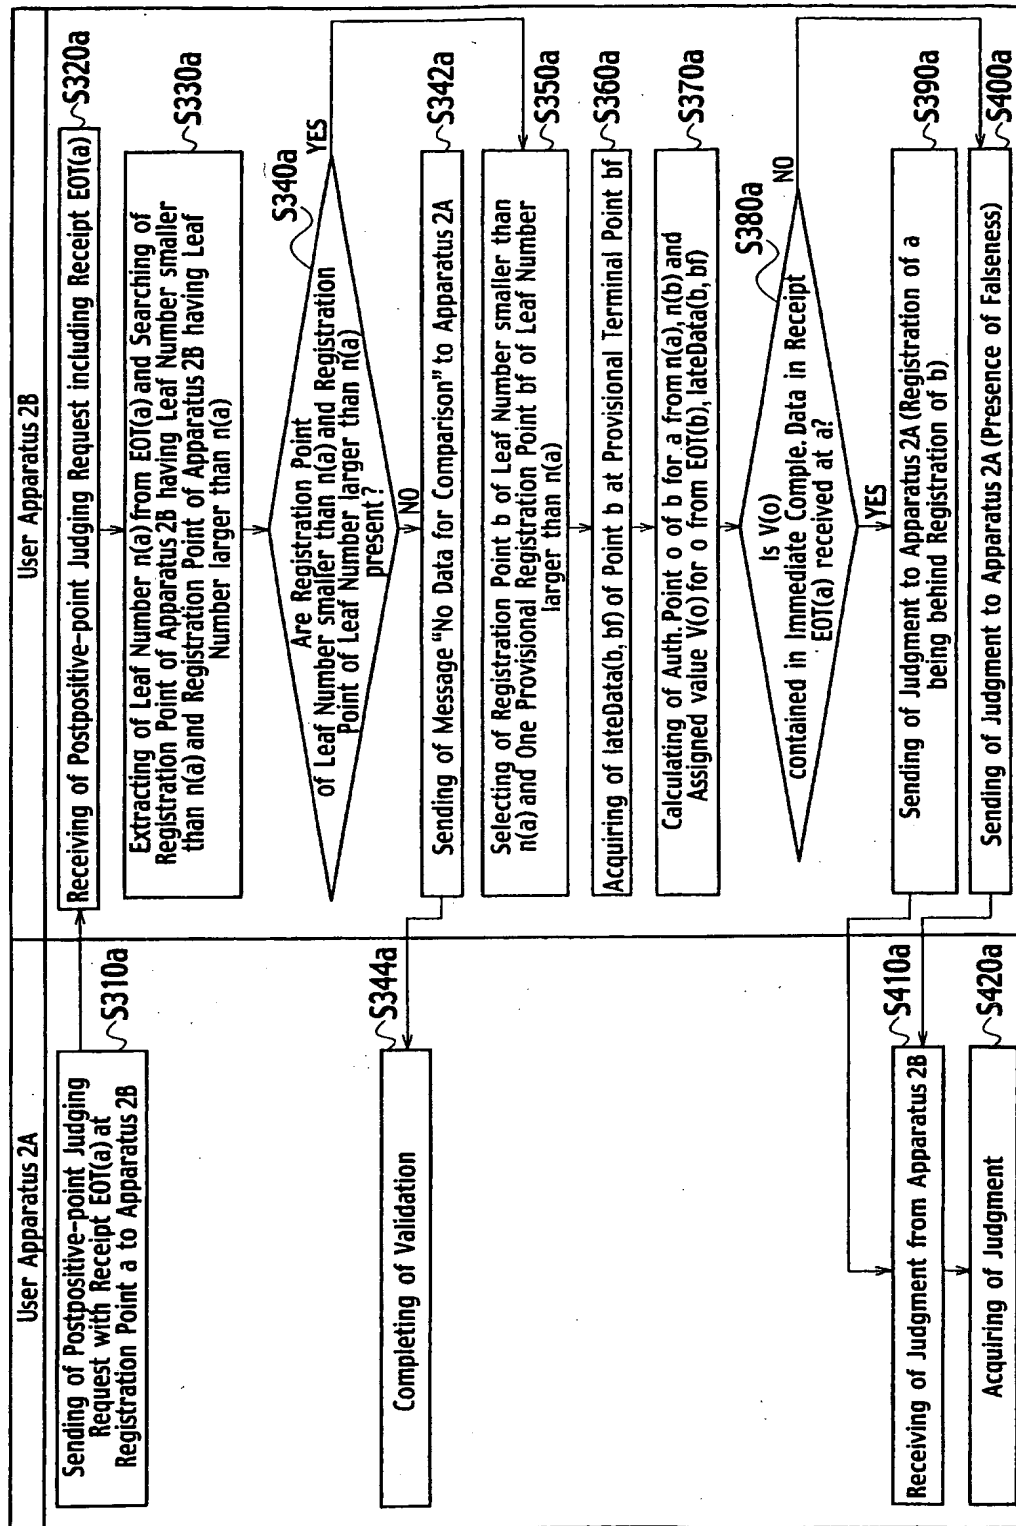 User Apparatus 2A
User Apparatus 2B
Sending of Postpositive-point Judging
Request with Receipt EOT(a) at
Registration Point a to Apparatus 2B
S310a
Receiving of Postpositive-point Judging Request including Receipt EOT(a)
S320a
Extracting of Leaf Number n(a) from EOT(a) and Searching of
Registration Point of Apparatus 2B having Leaf Number smaller
than n(a) and Registration Point of Apparatus 2B having Leaf
Number larger than n(a)
S330a
Are Registration Point
of Leaf Number smaller than n(a) and Registration
Point of Leaf Number larger than n(a)
present ?
S340a
YES
NO
Sending of Message "No Data for Comparison" to Apparatus 2A
S342a
Completing of Validation
S344a
Selecting of Registration Point b of Leaf Number smaller than
n(a) and One Provisional Registration Point bf of Leaf Number
larger than n(a)
S350a
Acquiring of lateData(b, bf) of Point b at Provisional Terminal Point bf
S360a
Calculating of Auth. Point o of b for a from n(a), n(b) and
Assigned value V(o) for o from EOT(b), lateData(b, bf)
S370a
Is V(o)
contained in Immediate Comple. Data in Receipt
EOT(a) received at a?
S380a
NO
YES
Sending of Judgment to Apparatus 2A (Registration of a
being behind Registration of b)
S390a
Sending of Judgment to Apparatus 2A (Presence of Falseness)
S400a
Receiving of Judgment from Apparatus 2B
S410a
Acquiring of Judgment
S420a